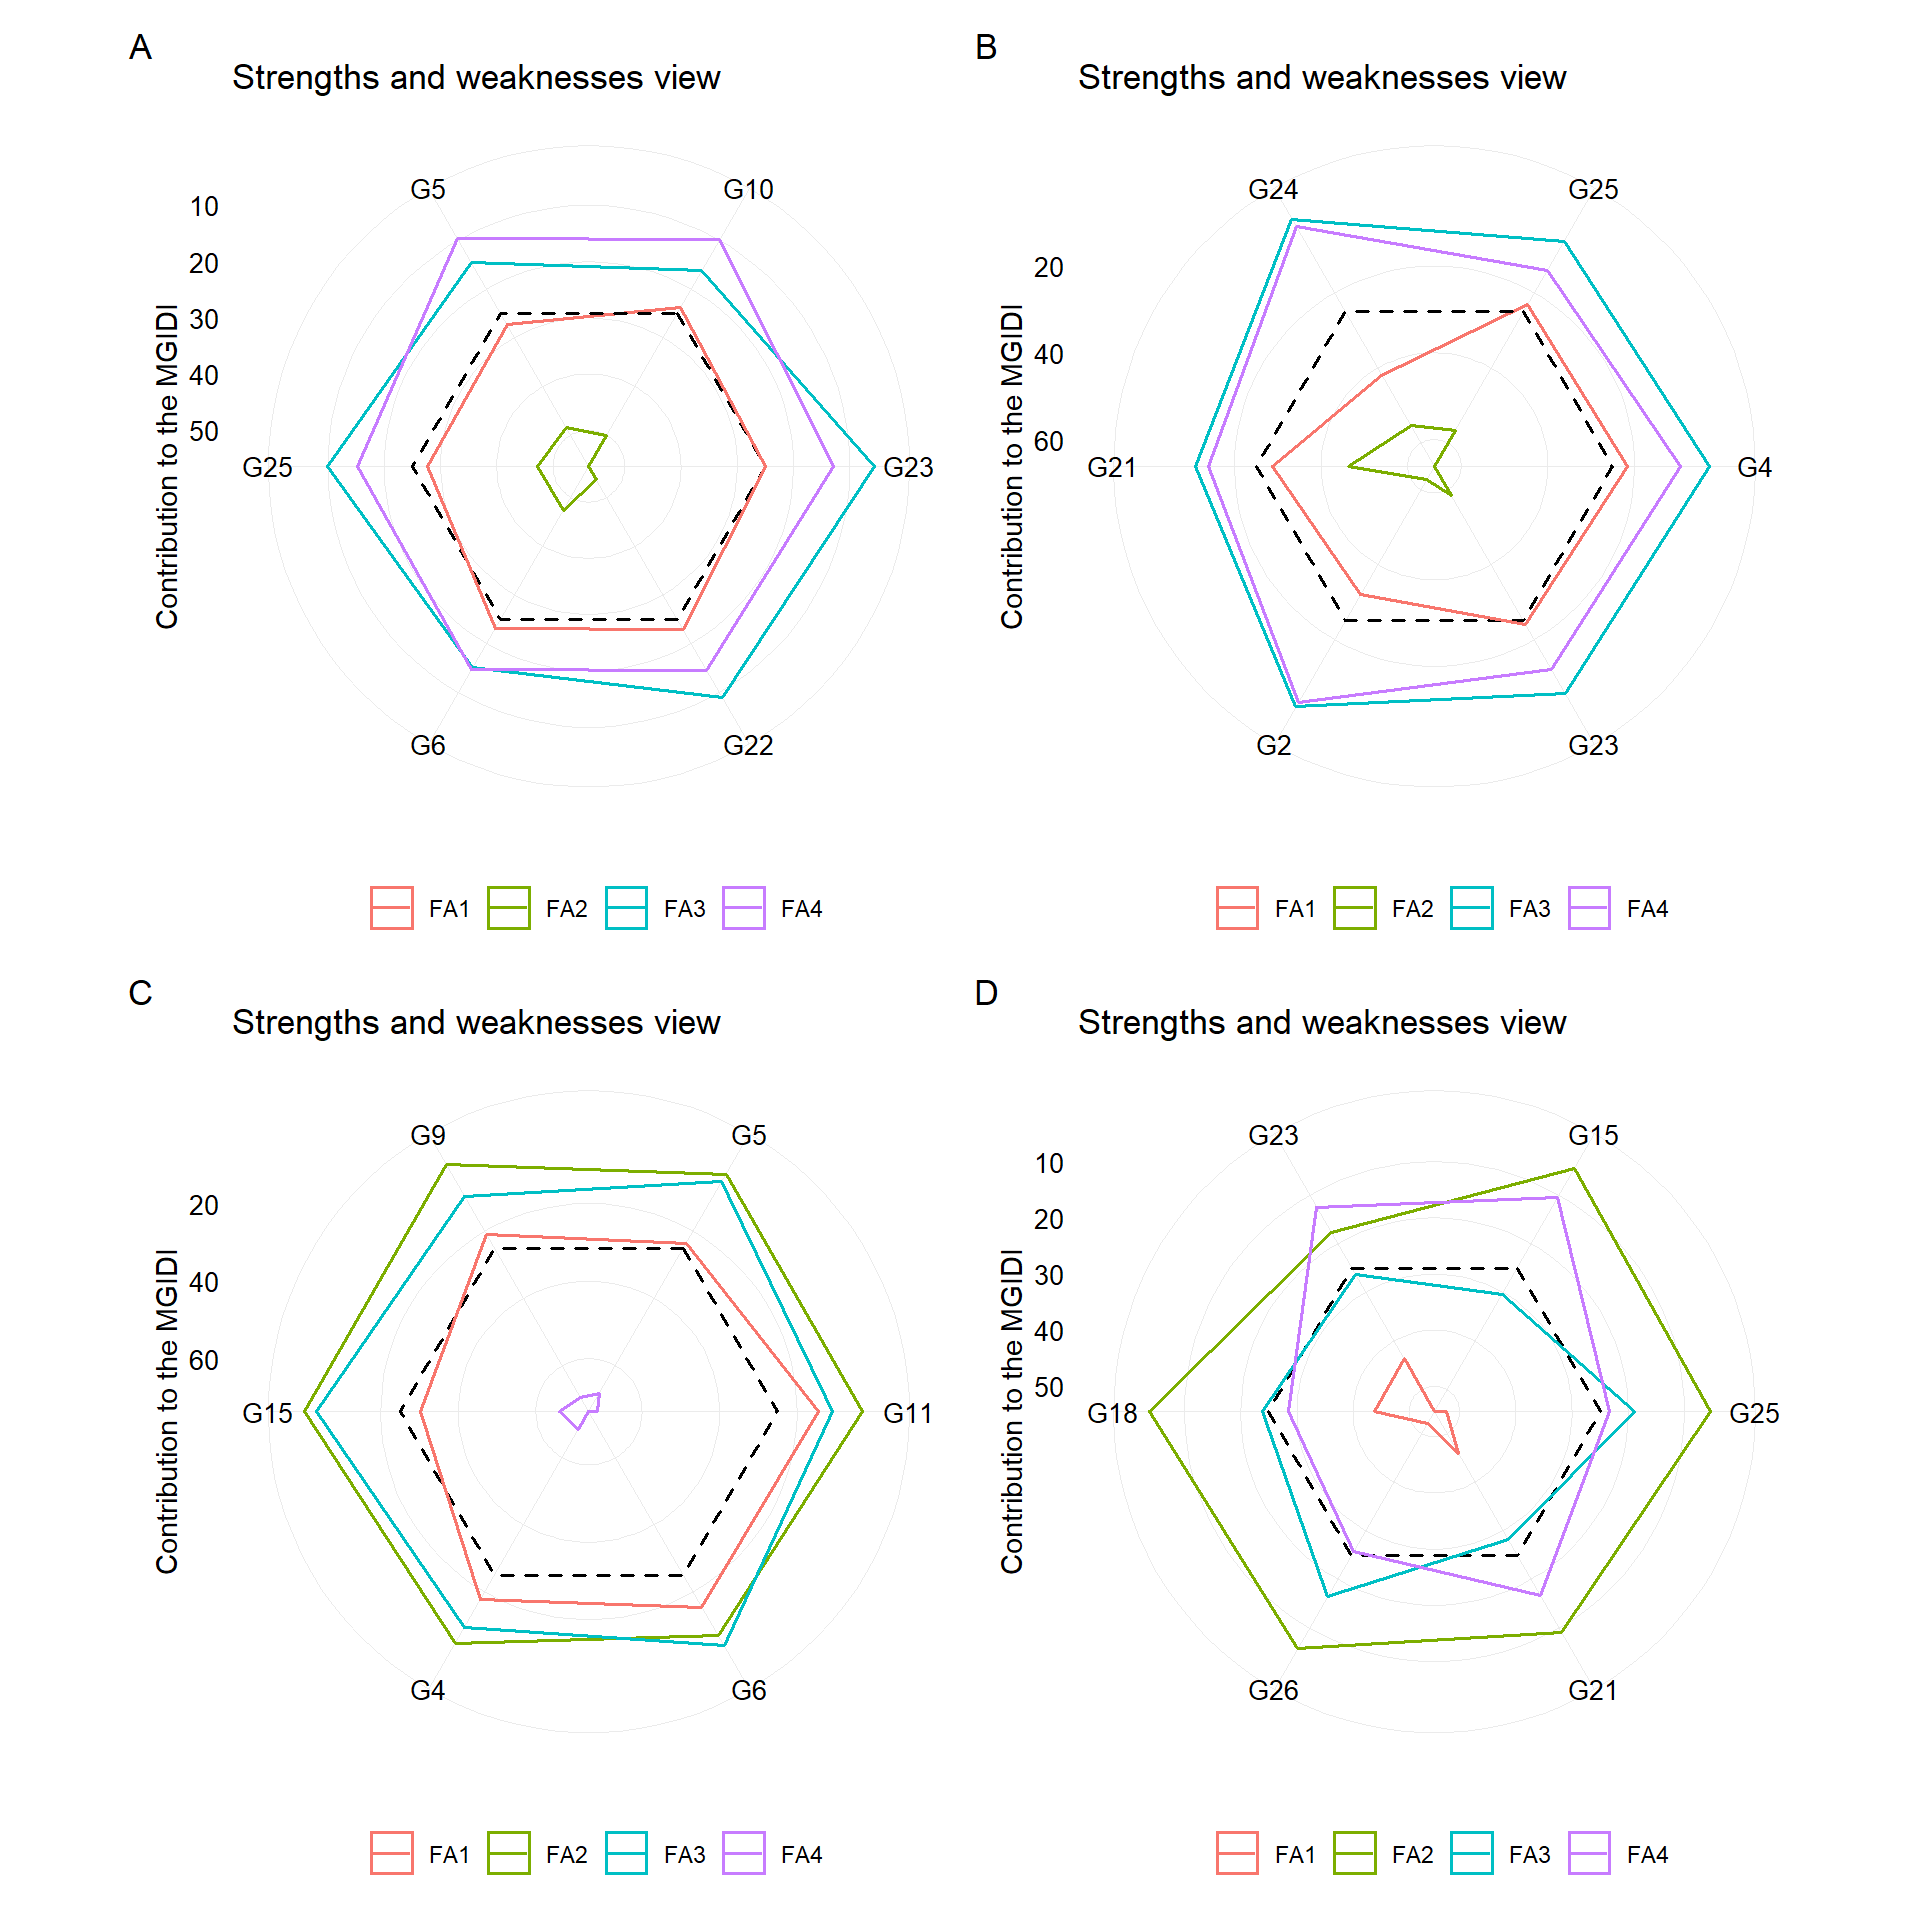 A
Strengths and weaknesses view
Contribution to the MGIDI
10
20
30
40
50
G5
G10
G25
G23
G6
G22
FA1 FA2 FA3 FA4
B
Strengths and weaknesses view
Contribution to the MGIDI
20
40
60
G24
G25
G21
G4
G2
G23
FA1 FA2 FA3 FA4
C
Strengths and weaknesses view
Contribution to the MGIDI
20
40
60
G9
G5
G15
G11
G4
G6
FA1 FA2 FA3 FA4
D
Strengths and weaknesses view
Contribution to the MGIDI
10
20
30
40
50
G23
G15
G18
G25
G26
G21
FA1 FA2 FA3 FA4